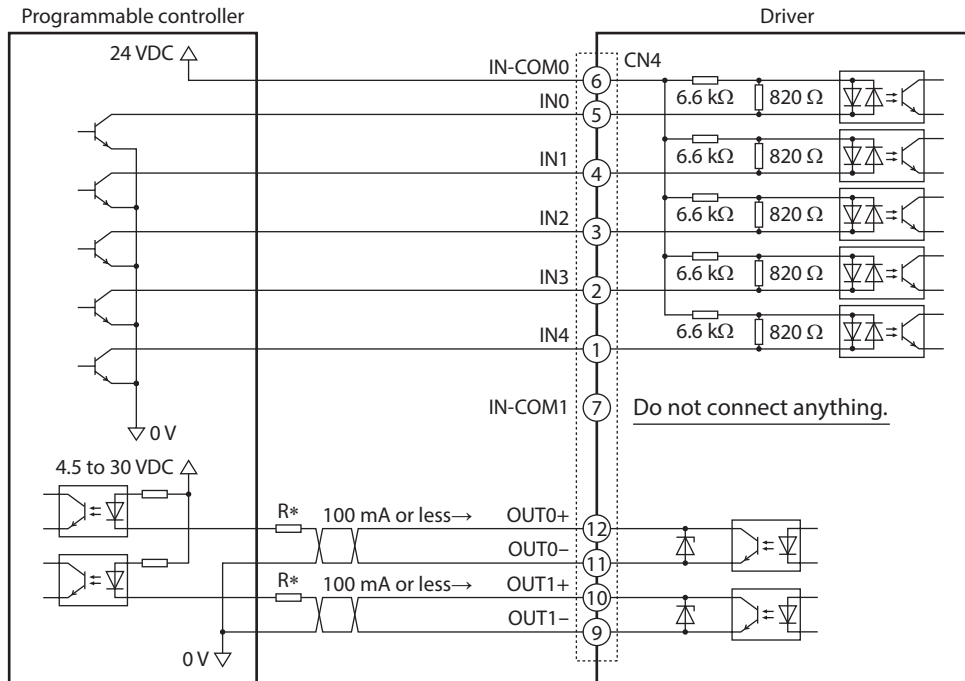 Programmable controller
Driver
24 VDC
IN-COM0
6
CN4
6.6 kΩ
820 Ω
IN0
5
6.6 kΩ
820 Ω
IN1
4
6.6 kΩ
820 Ω
IN2
3
6.6 kΩ
820 Ω
IN3
2
6.6 kΩ
820 Ω
IN4
1
IN-COM1
7
Do not connect anything.
0 V
4.5 to 30 VDC
R*
100 mA or less→
OUT0+
12
OUT0−
11
R*
100 mA or less→
OUT1+
10
OUT1−
9
0 V